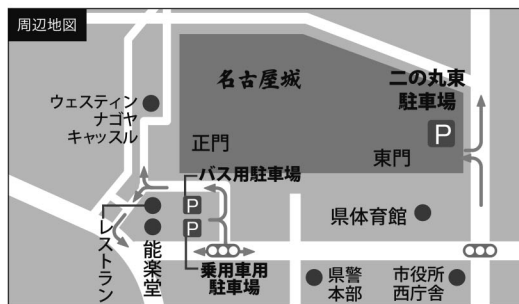 周辺地図
名古屋城
二の丸東
駐車場
P
ウェスティン
ナゴヤ
キャッスル
正門
東門
バス用駐車場
P
P
県体育館
レストラン
能楽堂
乗用車用
駐車場
県警
本部
市役所
西庁舎